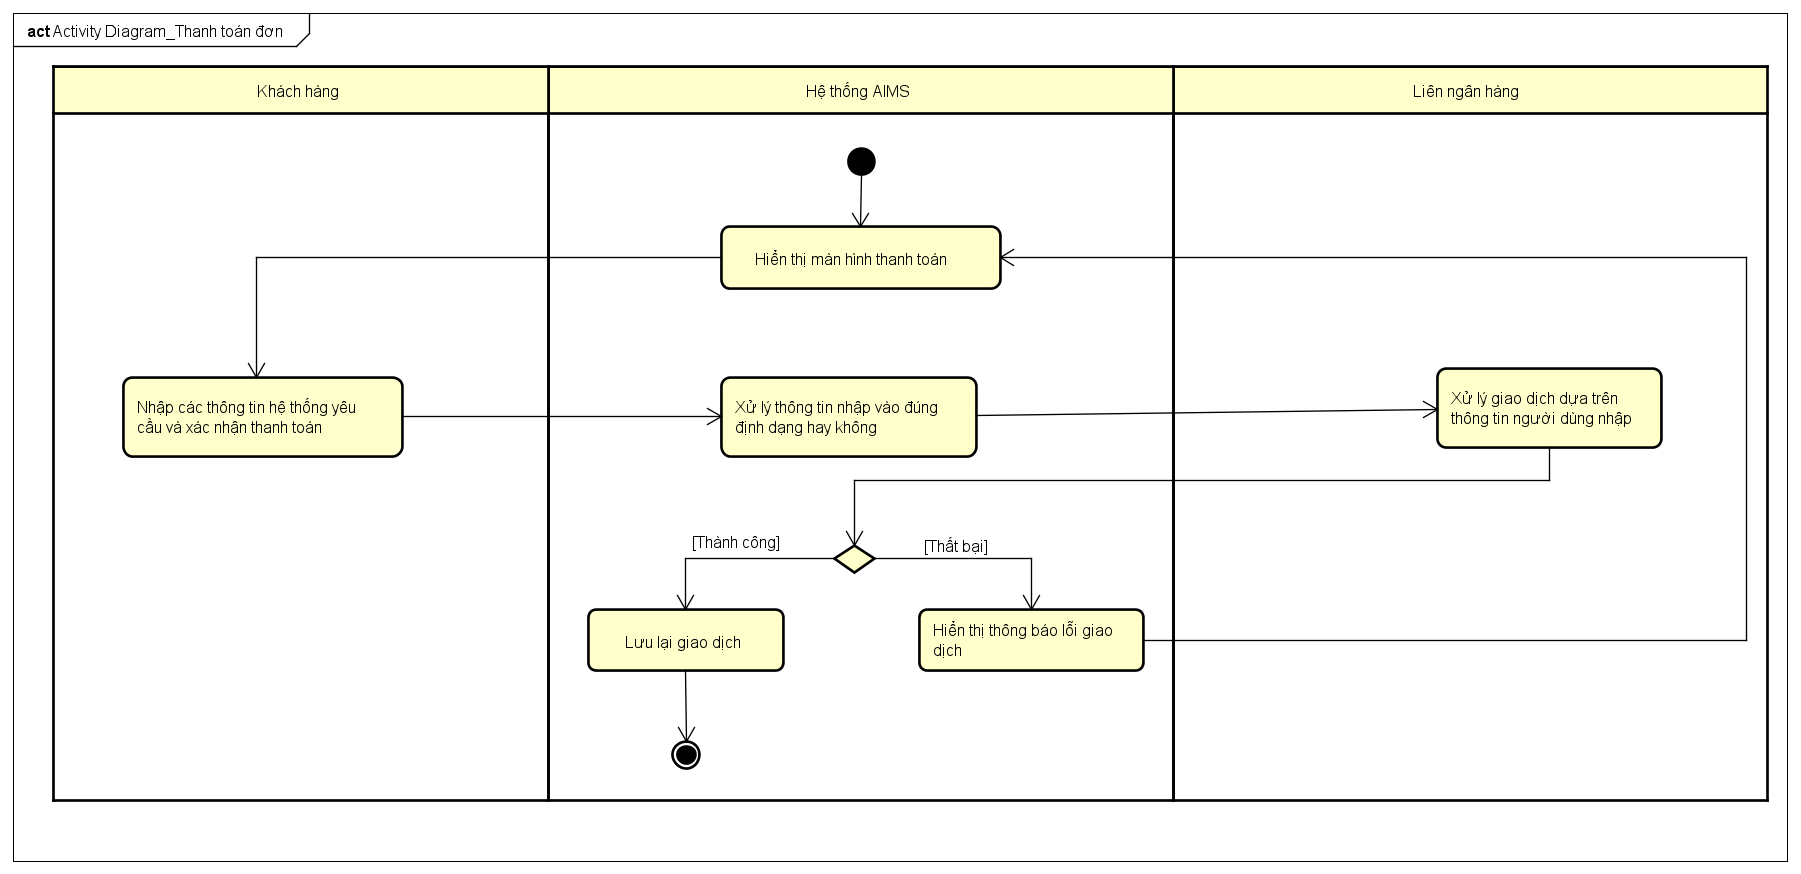 act Activity Diagram_Thanh toán đơn
Khách hàng
Hệ thống AIMS
Liên ngân hàng
Hiển thị màn hình thanh toán
Nhập các thông tin hệ thống yêu
cầu và xác nhận thanh toán
Xử lý thông tin nhập vào đúng
định dạng hay không
Xử lý giao dịch dựa trên
thông tin người dùng nhập
[Thành công]
[Thất bại]
Lưu lại giao dịch
Hiển thị thông báo lỗi giao
dịch